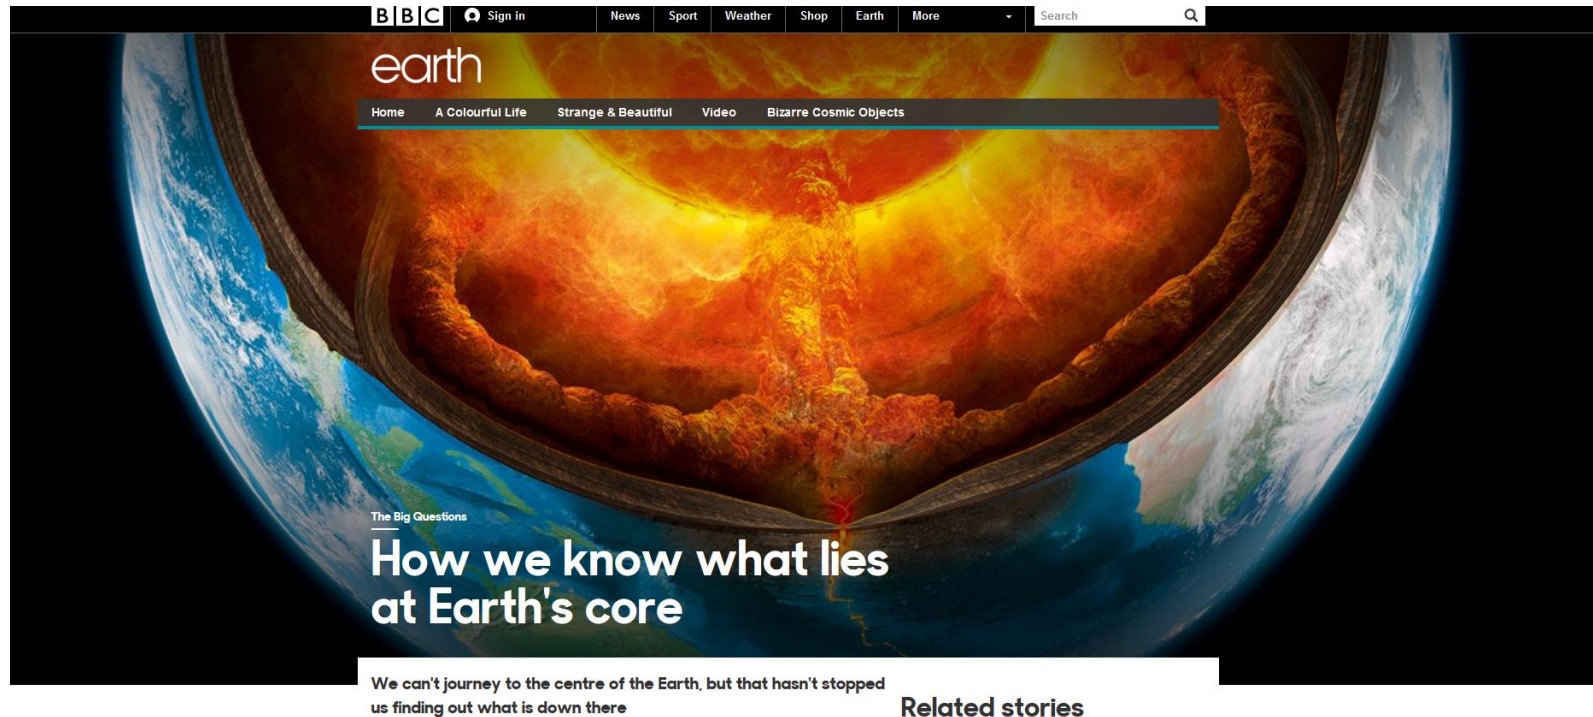 BBC Sign in News Sport Weather Shop Earth More Search
earth
Home A Colourful Life Strange & Beautiful Video Bizarre Cosmic Objects
The Big Questions
How we know what lies
at Earth's core
We can't journey to the centre of the Earth, but that hasn't stopped
us finding out what is down there
Related stories